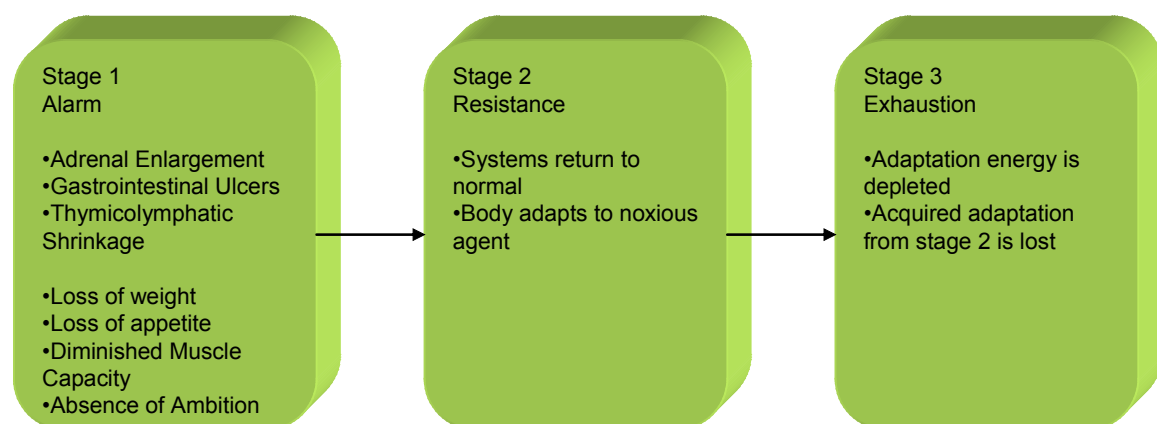 Stage 1
Alarm
•Adrenal Enlargement
•Gastrointestinal Ulcers
•Thymicolymphatic
Shrinkage
•Loss of weight
•Loss of appetite
•Diminished Muscle
Capacity
•Absence of Ambition
Stage 2
Resistance
•Systems return to
normal
•Body adapts to noxious
agent
Stage 3
Exhaustion
•Adaptation energy is
depleted
•Acquired adaptation
from stage 2 is lost